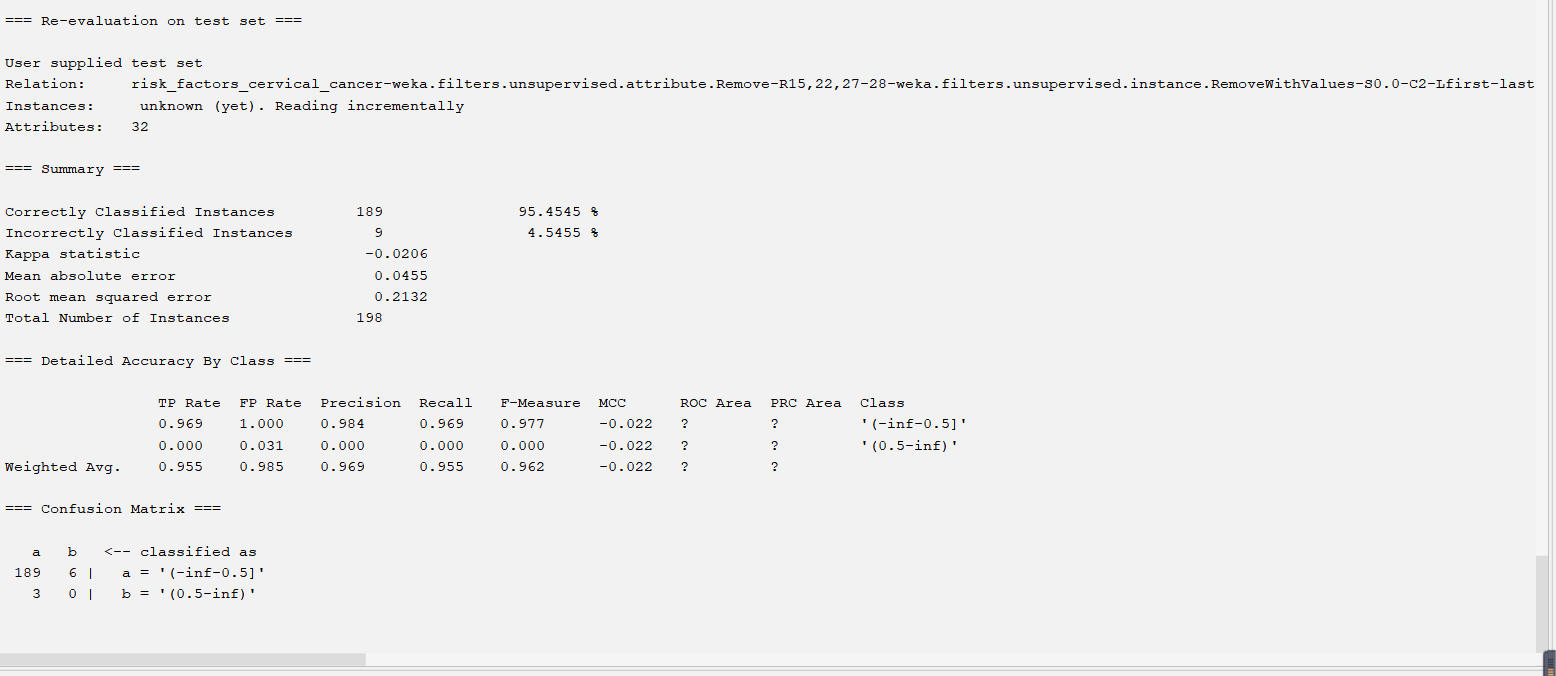 === Re-evaluation on test set ===
User supplied test set
Relation:     risk_factors_cervical_cancer-weka.filters.unsupervised.attribute.Remove-R15,22,27-28-weka.filters.unsupervised.instance.RemoveWithValues-S0.0-C2-Lfirst-last
Instances:     unknown (yet). Reading incrementally
Attributes:   32
=== Summary ===
Correctly Classified Instances         189               95.4545 %
Incorrectly Classified Instances         9                4.5455 %
Kappa statistic                         -0.0206
Mean absolute error                      0.0455
Root mean squared error                  0.2132
Total Number of Instances              198
=== Detailed Accuracy By Class ===
                 TP Rate  FP Rate  Precision  Recall   F-Measure  MCC      ROC Area  PRC Area  Class
                 0.969    1.000    0.984      0.969    0.977      -0.022   ?         ?         '(-inf-0.5]'
                 0.000    0.031    0.000      0.000    0.000      -0.022   ?         ?         '(0.5-inf)'
Weighted Avg.    0.955    0.985    0.969      0.955    0.962      -0.022   ?         ?
=== Confusion Matrix ===
   a   b   <-- classified as
 189   6 |   a = '(-inf-0.5]'
   3   0 |   b = '(0.5-inf)'